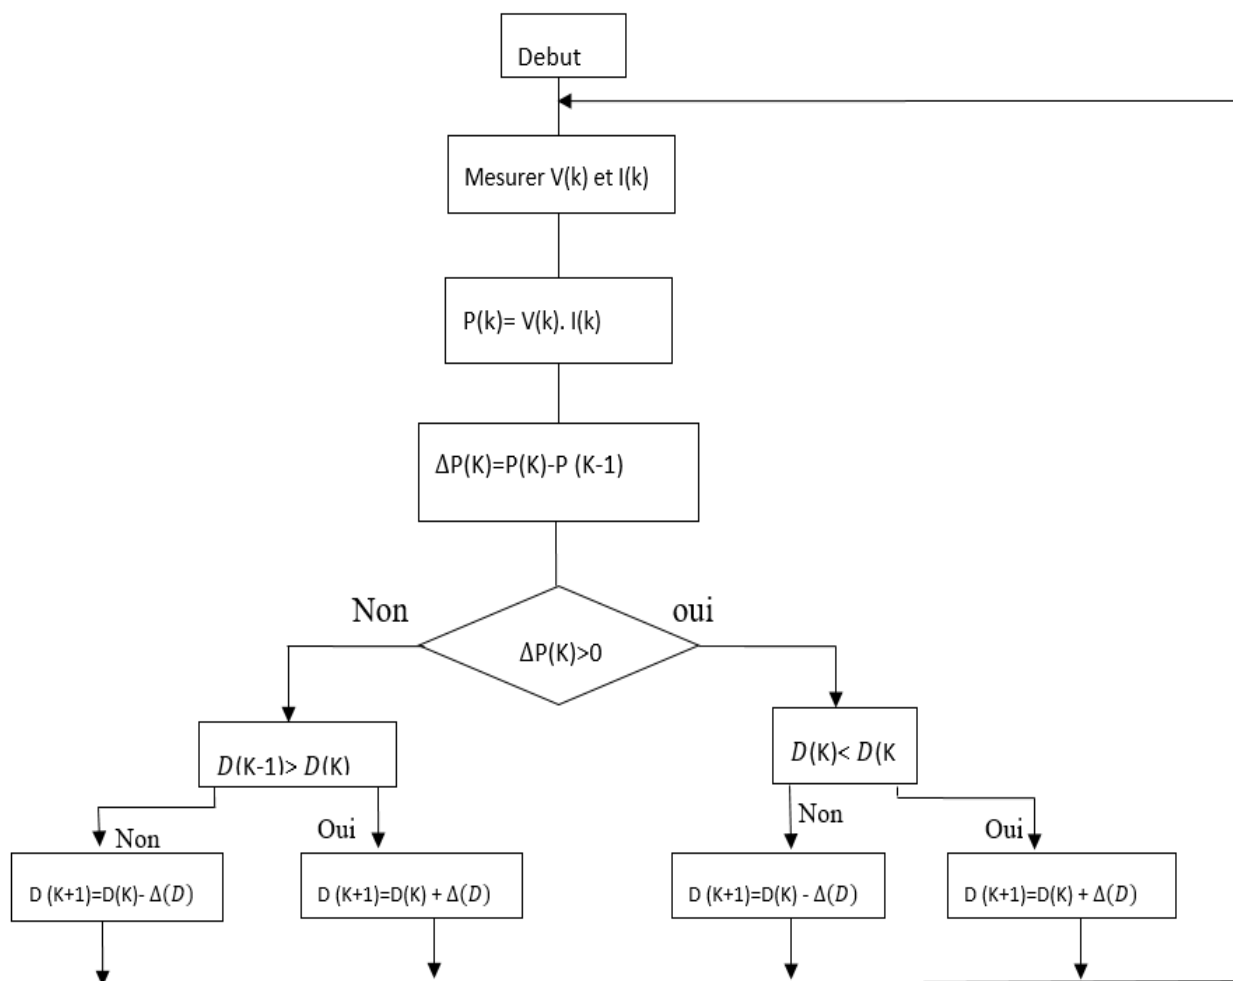 Debut
Mesurer V(k) et I(k)
P(k)= V(k). I(k)
ΔP(K)=P(K)-P (K-1)
Non
oui
ΔP(K)>0
D(K-1)> D(K)
D(K)< D(K
Non
Oui
Non
Oui
D (K+1)=D(K)- Δ(D)
D (K+1)=D(K) + Δ(D)
D (K+1)=D(K) - Δ(D)
D (K+1)=D(K) + Δ(D)